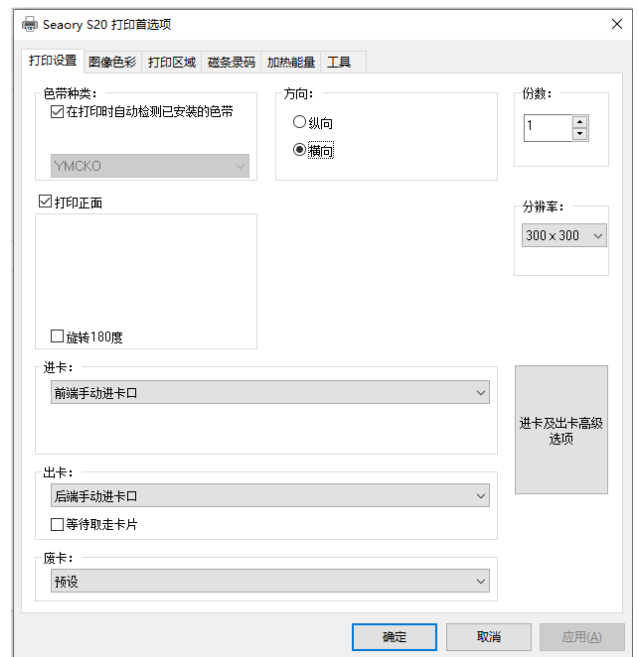 Seaory S20 打印首选项
打印设置 图像色彩 打印区域 磁条录码 加热能量 工具
色带种类:
在打印时自动检测已安装的色带
YMCKO
方向:
纵向
横向
份数:
1
打印正面
旋转180度
分辨率:
300 x 300
进卡:
前端手动进卡口
进卡及出卡高级
选项
出卡:
后端手动进卡口
等待取走卡片
废卡:
预设
确定
取消
应用(A)